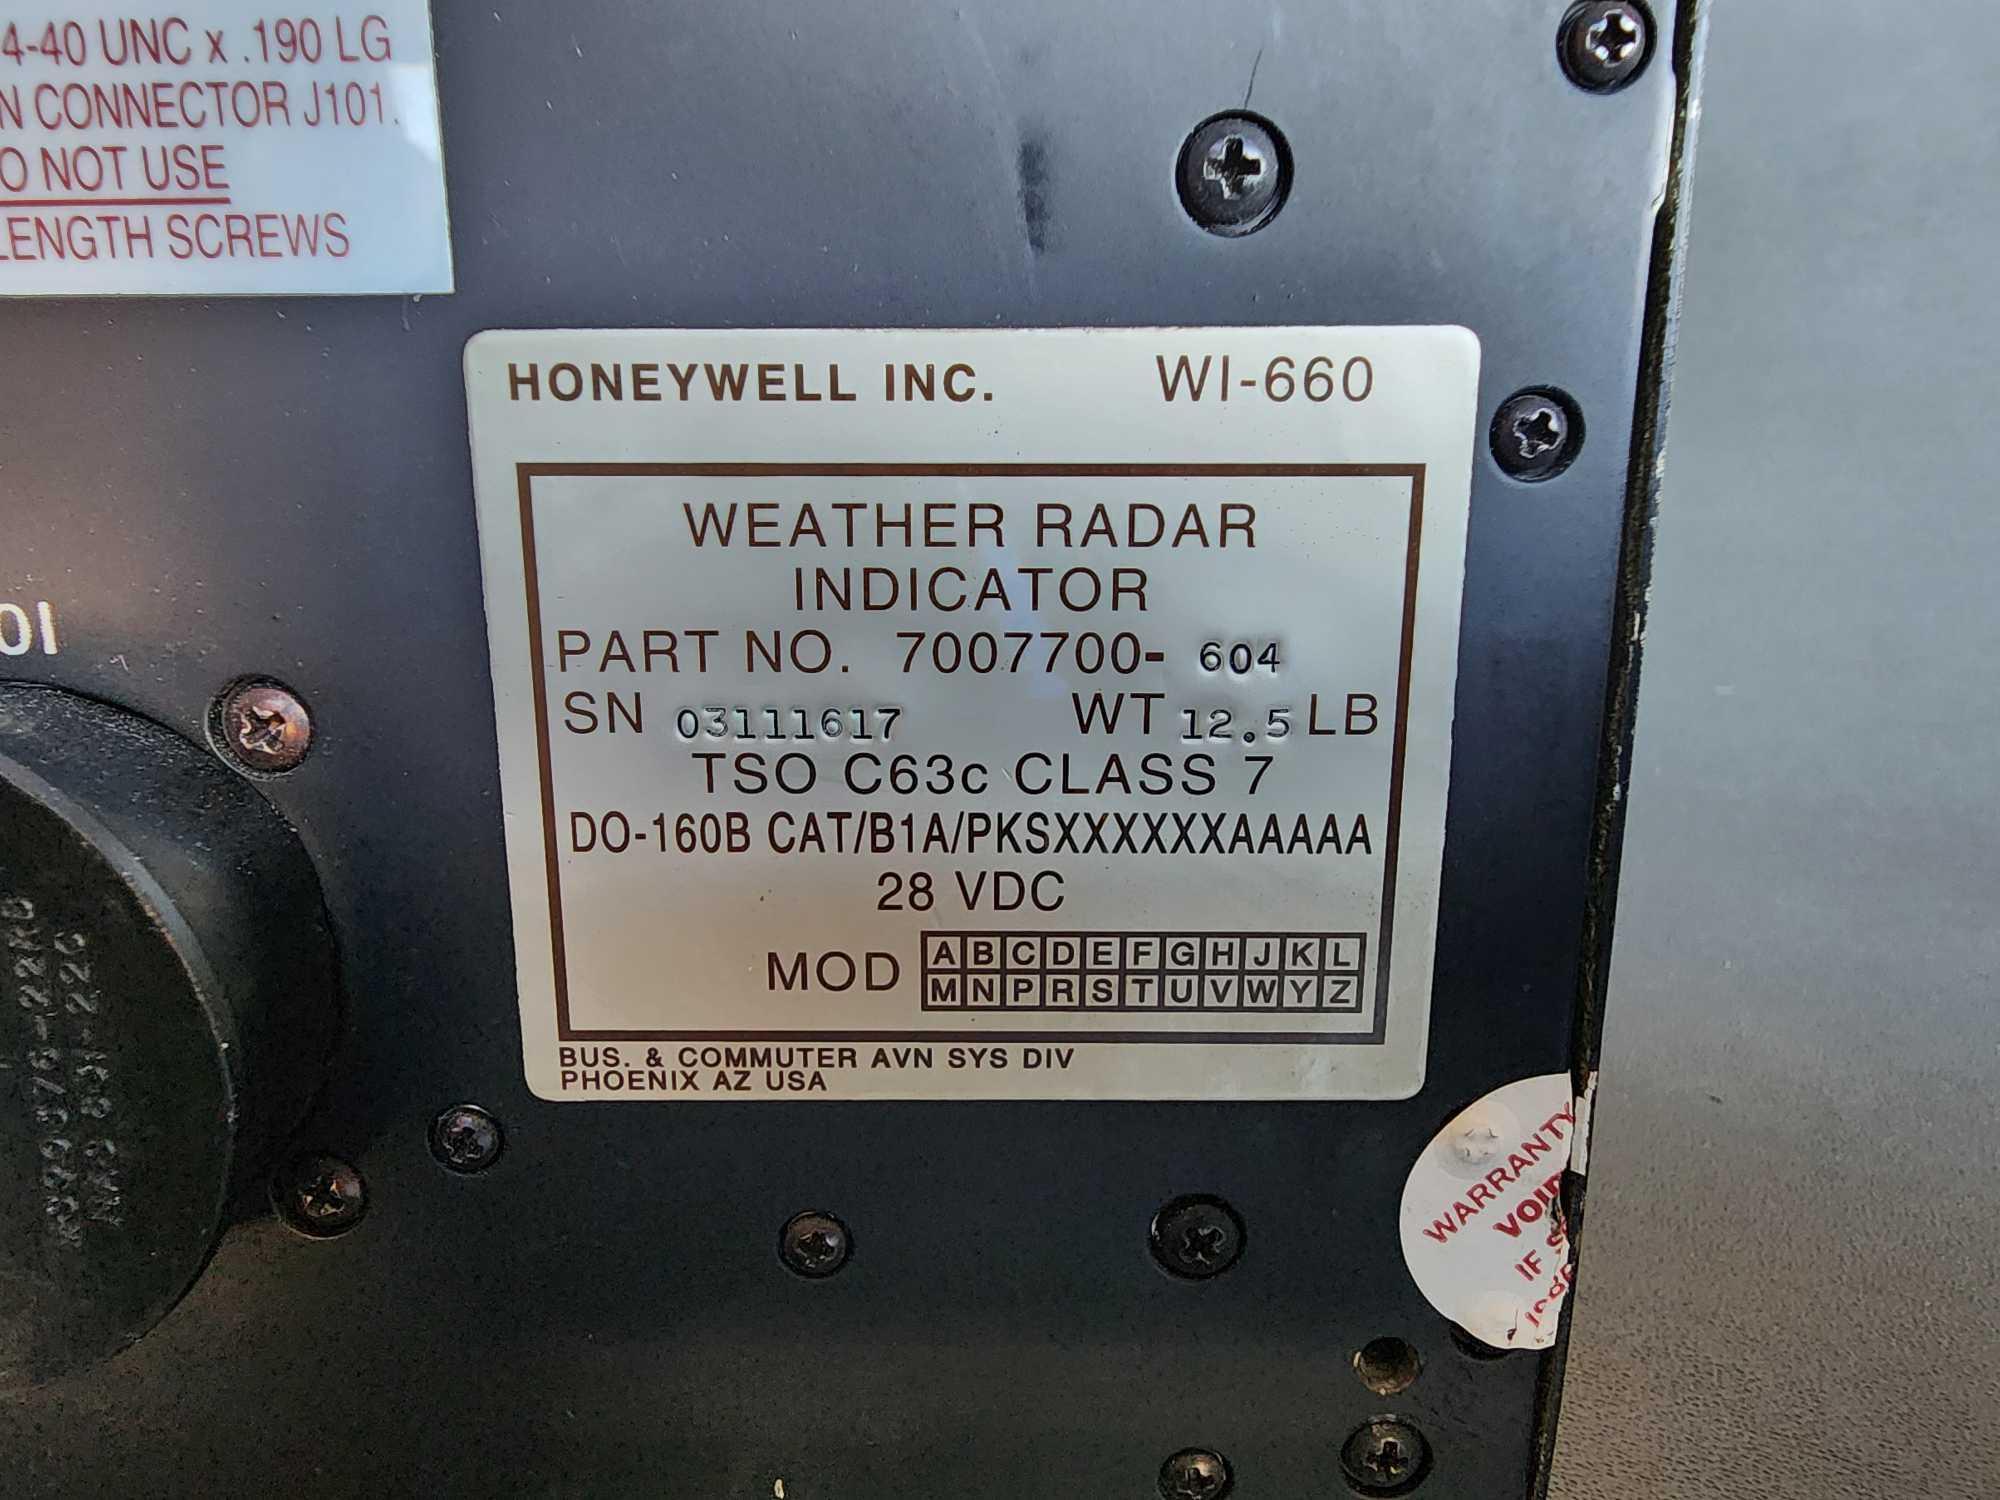 4-40 UNC x .190 LG
N CONNECTOR J101.
O NOT USE
LENGTH SCREWS
HONEYWELL INC. WI-660
WEATHER RADAR
INDICATOR
PART NO. 7007700- 604
SN 03111617 WT 12.5 LB
TSO C63c CLASS 7
DO-160B CAT/B1A/PKSXXXXXXAAAAA
28 VDC
MOD A B C D E F G H J K L
M N P R S T U V W Y Z
BUS. & COMMUTER AVN SYS DIV
PHOENIX AZ USA
01
WARRANTY
VOID
IF